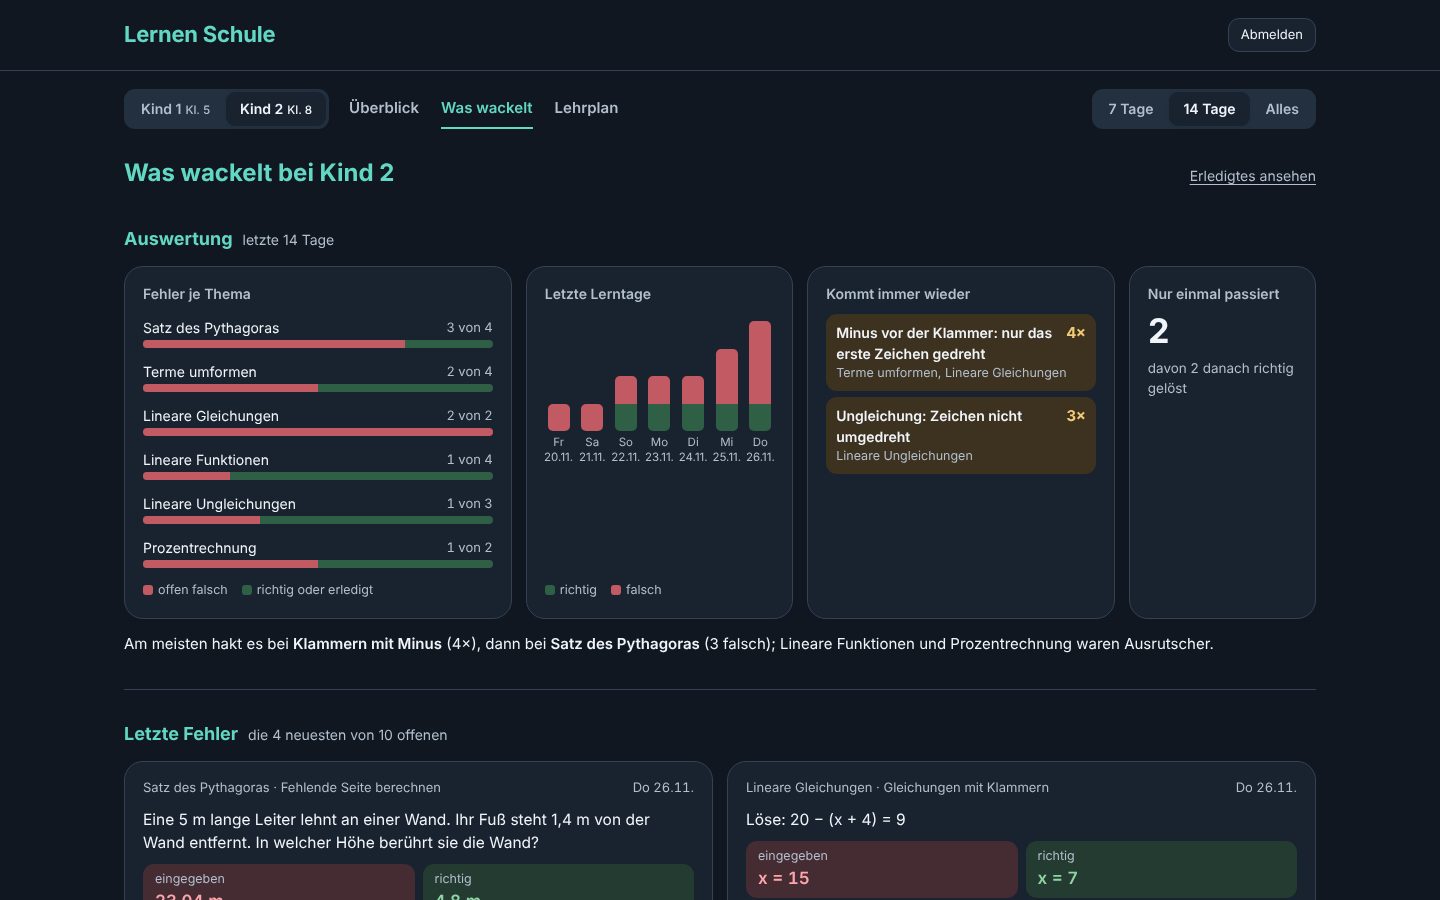 Lernen Schule
Abmelden
Kind 1 Kl. 5
Kind 2 Kl. 8
Überblick
Was wackelt
Lehrplan
7 Tage
14 Tage
Alles
Was wackelt bei Kind 2
Erledigtes ansehen
Auswertung letzte 14 Tage
Fehler je Thema
Satz des Pythagoras 3 von 4
Terme umformen 2 von 4
Lineare Gleichungen 2 von 2
Lineare Funktionen 1 von 4
Lineare Ungleichungen 1 von 3
Prozentrechnung 1 von 2
offen falsch richtig oder erledigt
Letzte Lerntage
Fr Sa So Mo Di Mi Do
20.11. 21.11. 22.11. 23.11. 24.11. 25.11. 26.11.
richtig falsch
Kommt immer wieder
Minus vor der Klammer: nur das 4×
erste Zeichen gedreht
Terme umformen, Lineare Gleichungen
Ungleichung: Zeichen nicht 3×
umgedreht
Lineare Ungleichungen
Nur einmal passiert
2
davon 2 danach richtig
gelöst
Am meisten hakt es bei Klammern mit Minus (4×), dann bei Satz des Pythagoras (3 falsch); Lineare Funktionen und Prozentrechnung waren Ausrutscher.
Letzte Fehler die 4 neuesten von 10 offenen
Satz des Pythagoras · Fehlende Seite berechnen Do 26.11.
Eine 5 m lange Leiter lehnt an einer Wand. Ihr Fuß steht 1,4 m von der
Wand entfernt. In welcher Höhe berührt sie die Wand?
eingegeben
23,04 m
richtig
4,8 m
Lineare Gleichungen · Gleichungen mit Klammern Do 26.11.
Löse: 20 − (x + 4) = 9
eingegeben
x = 15
richtig
x = 7